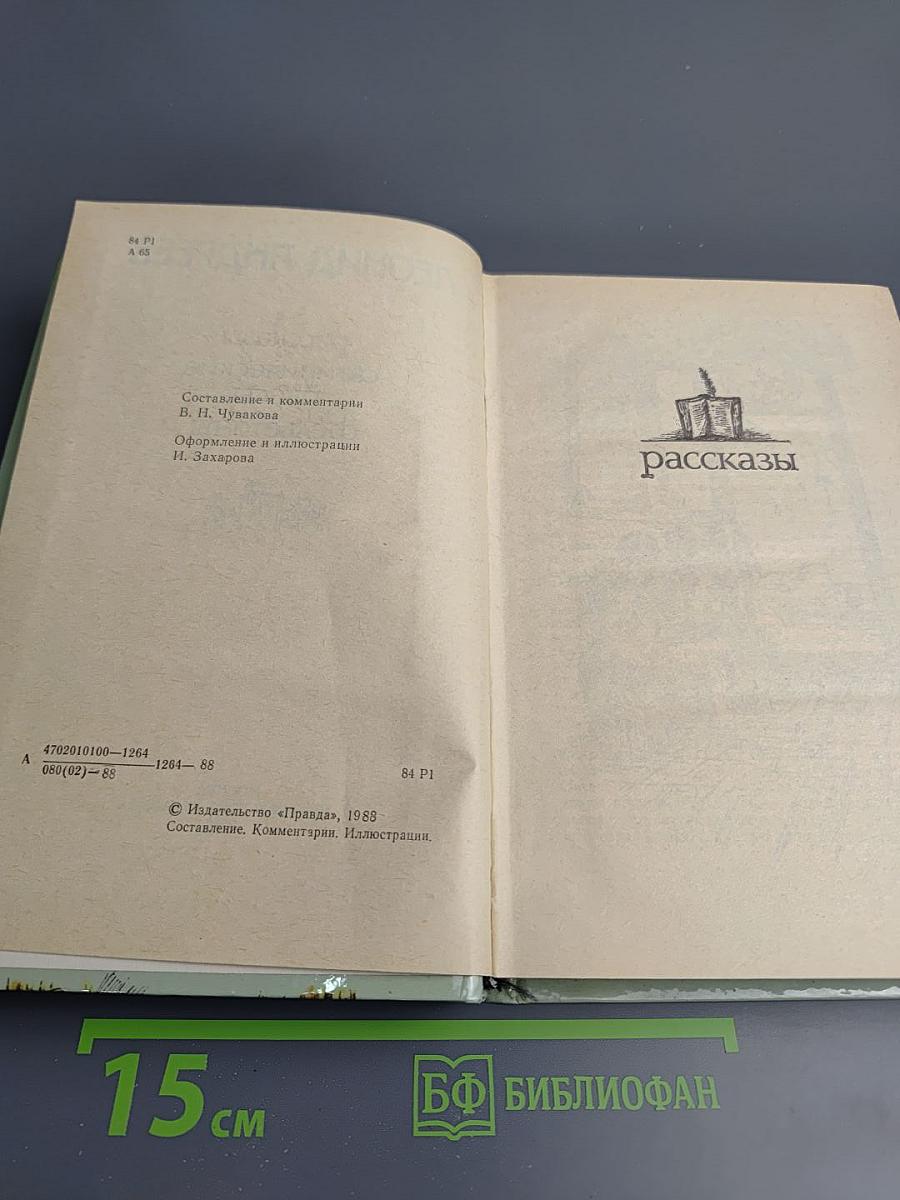 84 Р1
А 65
Составление и комментарии
В. Н. Чувакова
Оформление и иллюстрации
И. Захарова
А 4702010100—1264
080(02)—88
—1264—88
84 Р1
© Издательство «Правда», 1988
Составление. Комментарии. Иллюстрации.
рассказы
15 см
БФ БИБЛИОФАН